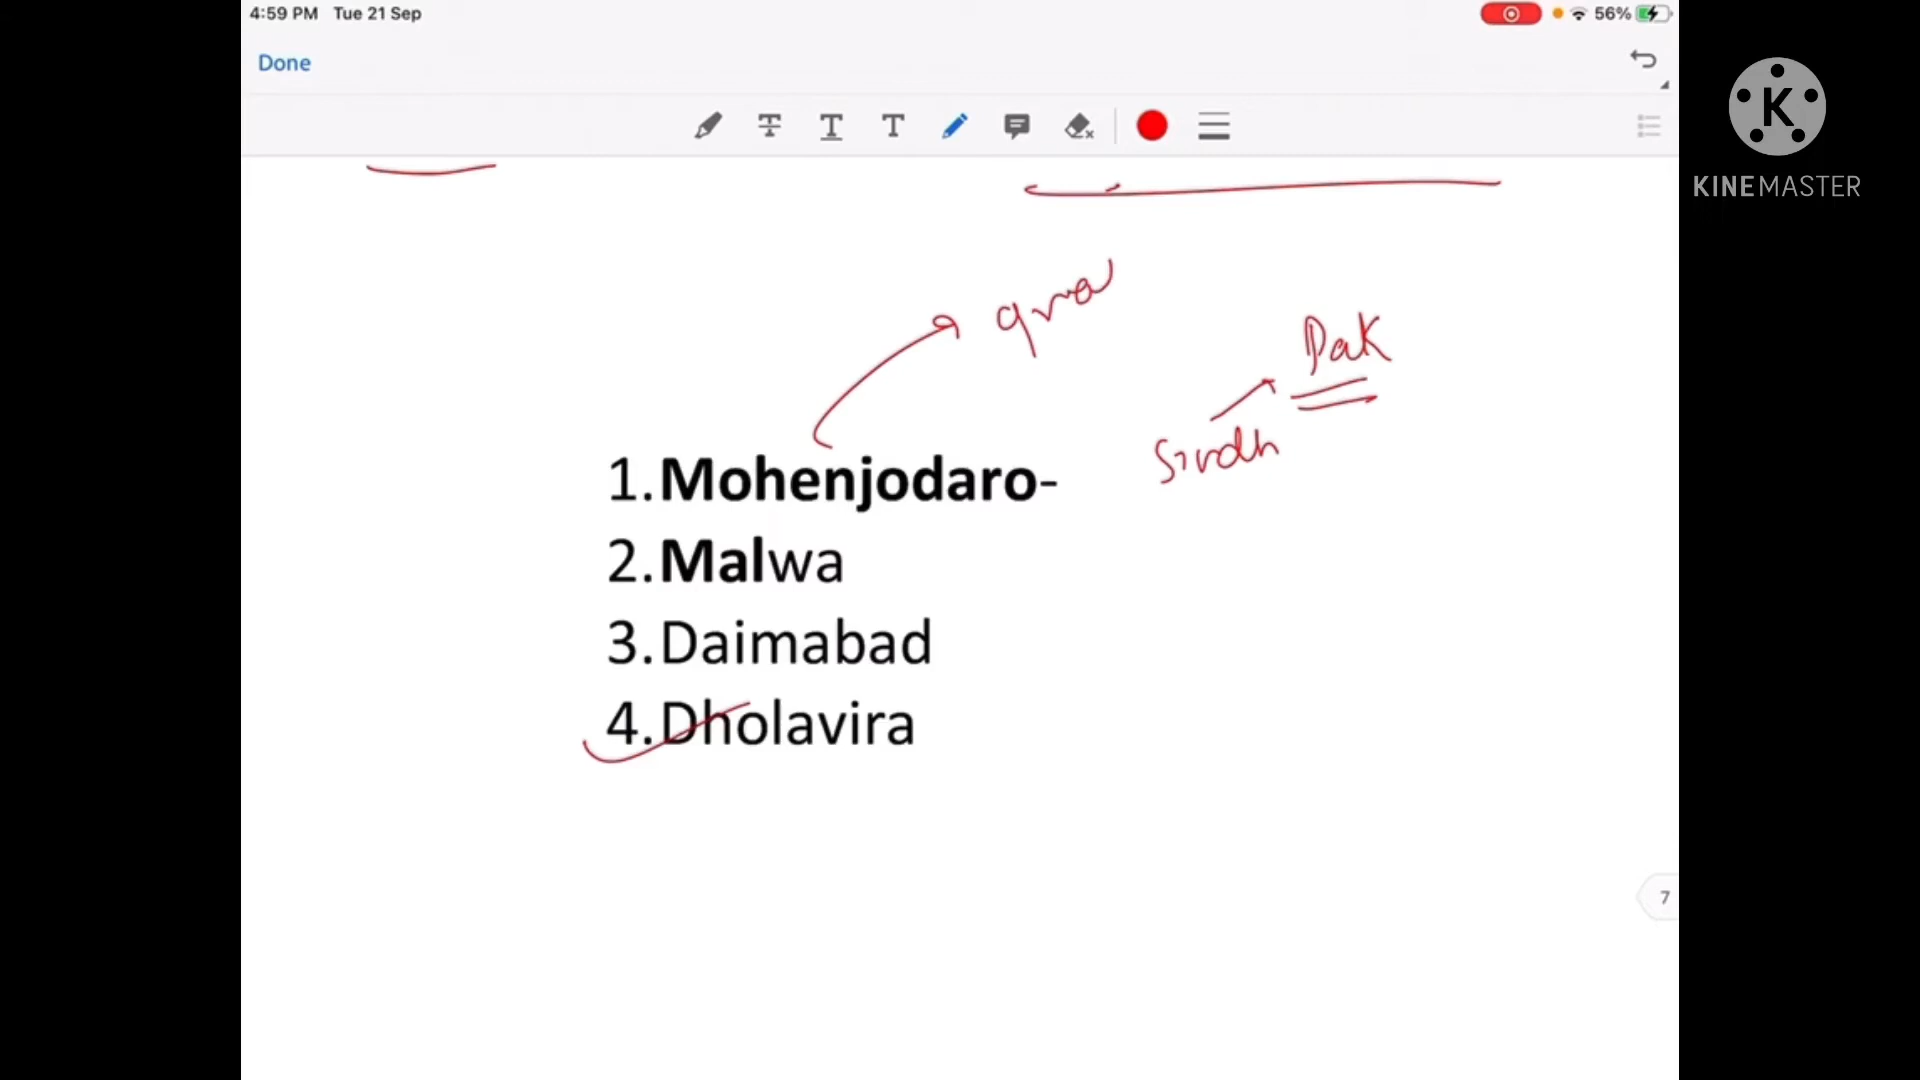 4:59 PM Tue 21 Sep
56%
Done
K
KINEMASTER
Pak
Sindh
1.Mohenjodaro-
2.Malwa
3.Daimabad
4.Dholavira
7